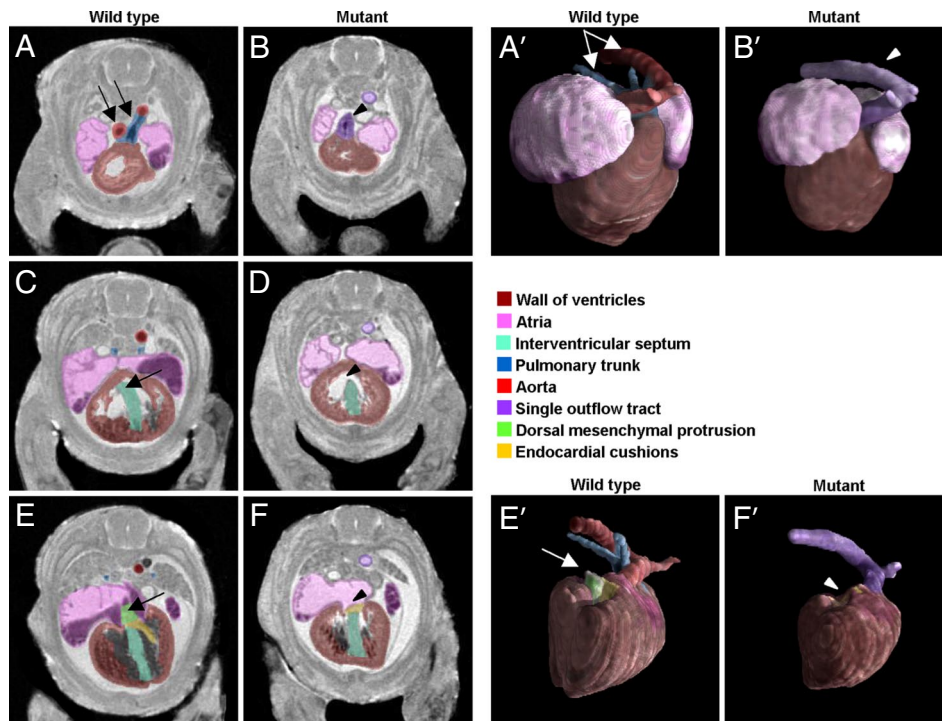 Wild type
Mutant
Wild type
Mutant
A
B
A′
B′
C
D
Wall of ventricles
Atria
Interventricular septum
Pulmonary trunk
Aorta
Single outflow tract
Dorsal mesenchymal protrusion
Endocardial cushions
Wild type
Mutant
E
F
E′
F′